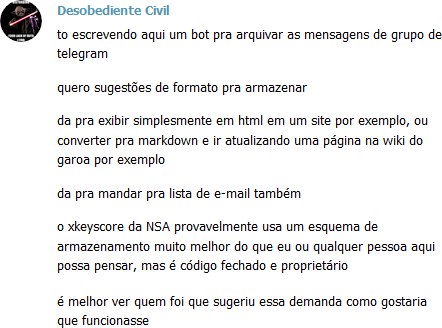 Desobediente Civil
to escrevendo aqui um bot pra arquivar as mensagens de grupo de
telegram
quero sugestões de formato pra armazenar
da pra exibir simplesmente em html em um site por exemplo, ou
converter pra markdown e ir atualizando uma página na wiki do
garoa por exemplo
da pra mandar pra lista de e-mail também
o xkeyscore da NSA provavelmente usa um esquema de
armazenamento muito melhor do que eu ou qualquer pessoa aqui
possa pensar, mas é código fechado e proprietário
é melhor ver quem foi que sugeriu essa demanda como gostaria
que funcionasse